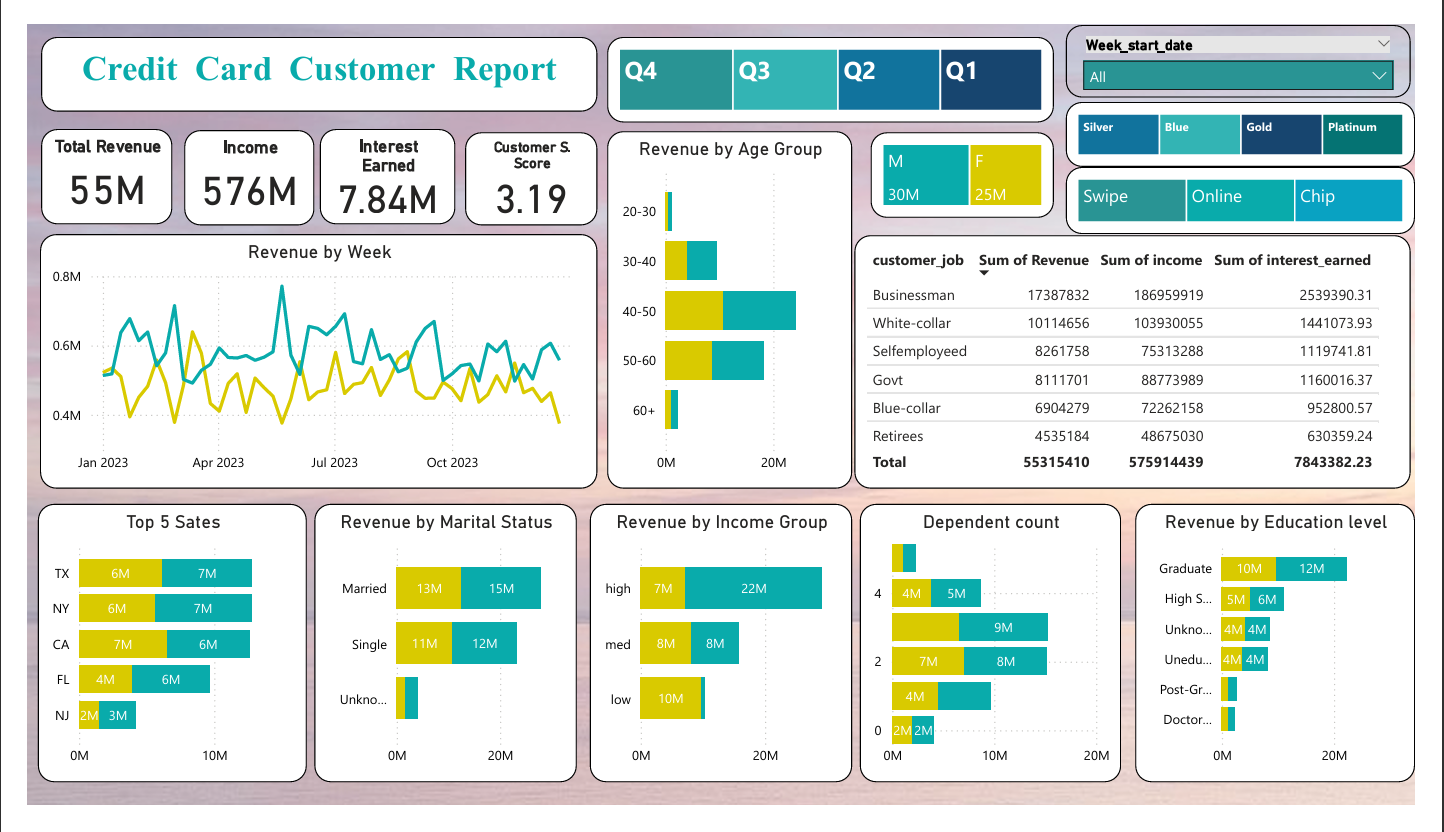 Credit Card Customer Report
Q4 Q3 Q2 Q1
Week_start_date
All
Silver Blue Gold Platinum
Swipe Online Chip
Total Revenue
55M
Income
576M
Interest
Earned
7.84M
Customer S.
Score
3.19
M
30M
F
25M
Revenue by Week
0.8M
0.6M
0.4M
Jan 2023 Apr 2023 Jul 2023 Oct 2023
Revenue by Age Group
20-30
30-40
40-50
50-60
60+
0M 20M
customer_job Sum of Revenue Sum of income Sum of interest_earned
Businessman 17387832 186959919 2539390.31
White-collar 10114656 103930055 1441073.93
Selfemployeed 8261758 75313288 1119741.81
Govt 8111701 88773989 1160016.37
Blue-collar 6904279 72262158 952800.57
Retirees 4535184 48675030 630359.24
Total 55315410 575914439 7843382.23
Top 5 Sates
TX 6M 7M
NY 6M 7M
CA 7M 6M
FL 4M 6M
NJ 2M 3M
0M 10M
Revenue by Marital Status
Married 13M 15M
Single 11M 12M
Unkno...
0M 20M
Revenue by Income Group
high 7M 22M
med 8M 8M
low 10M
0M 20M
Dependent count
4 4M 5M
9M
2 7M 8M
4M
0 2M 2M
0M 10M 20M
Revenue by Education level
Graduate 10M 12M
High S... 5M 6M
Unkno... 4M 4M
Unedu... 4M 4M
Post-Gr...
Doctor...
0M 20M